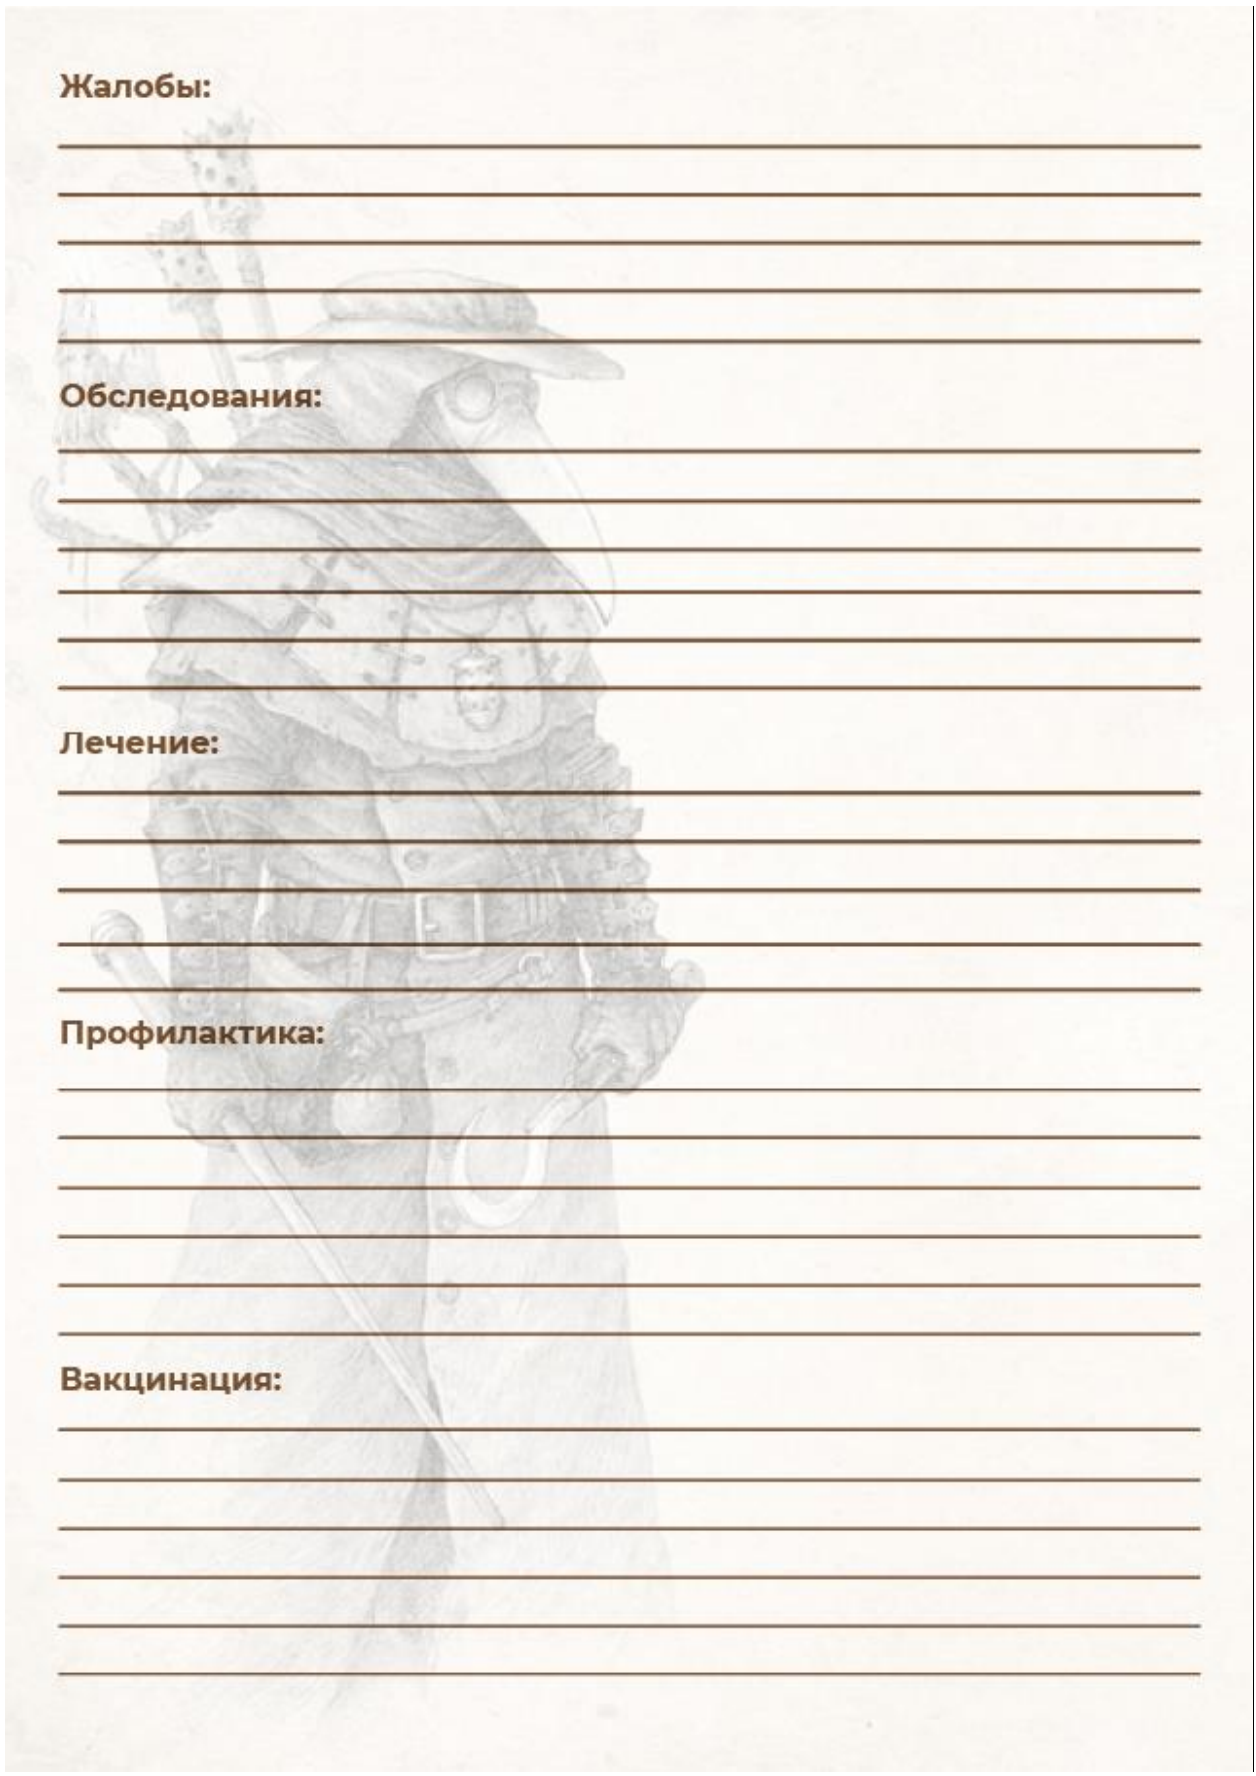 Жалобы:
Обследования:
Лечение:
Профилактика:
Вакцинация: